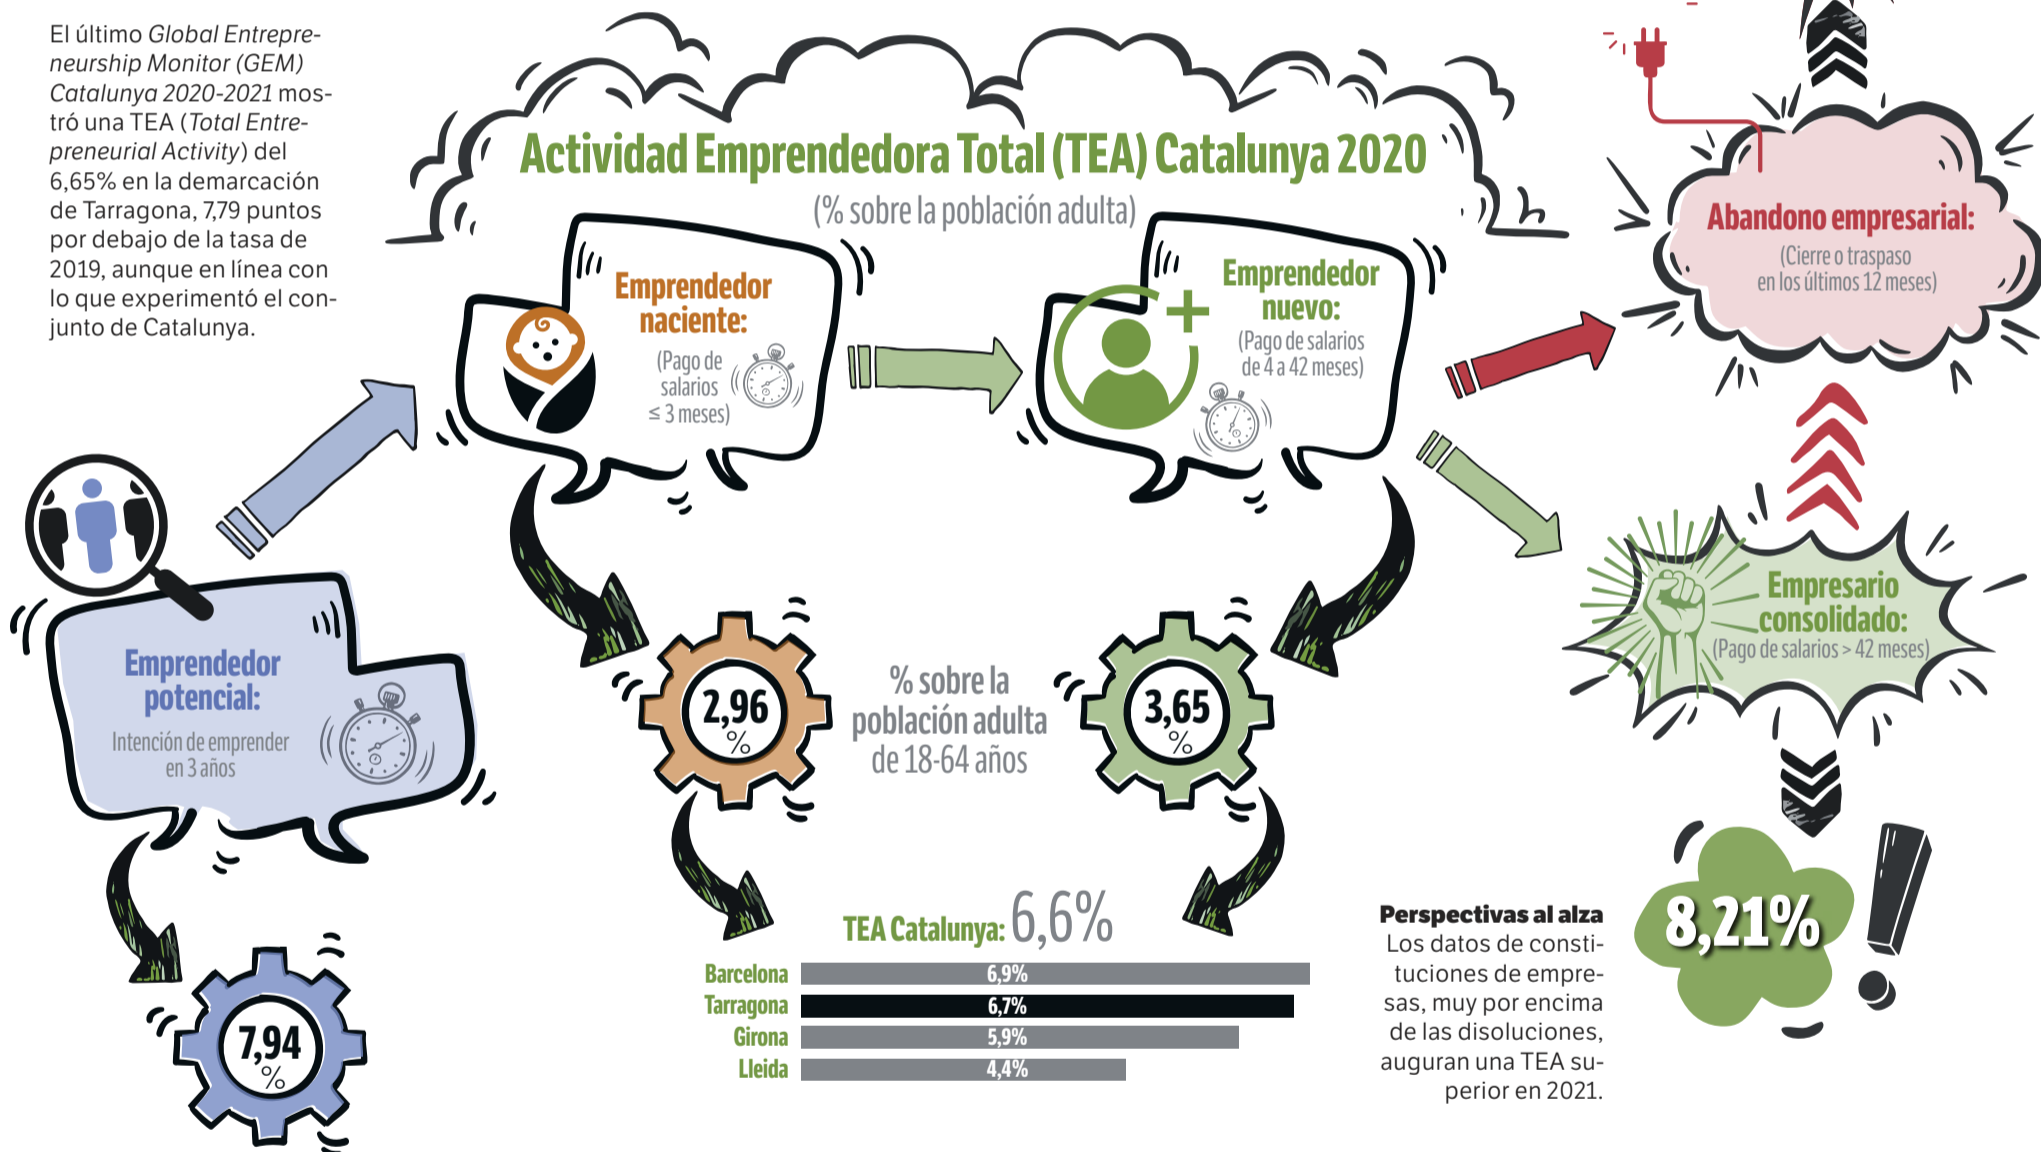 El último Global Entrepre-
neurship Monitor (GEM)
Catalunya 2020-2021 mos-
tró una TEA (Total Entre-
preneurial Activity) del
6,65% en la demarcación
de Tarragona, 7,79 puntos
por debajo de la tasa de
2019, aunque en línea con
lo que experimentó el con-
junto de Catalunya.
Actividad Emprendedora Total (TEA) Catalunya 2020
(% sobre la población adulta)
Emprendedor
naciente:
(Pago de
salarios
≤ 3 meses)
Emprendedor
nuevo:
(Pago de salarios
de 4 a 42 meses)
Abandono empresarial:
(Cierre o traspaso
en los últimos 12 meses)
Empresario
consolidado:
(Pago de salarios > 42 meses)
Emprendedor
potencial:
Intención de emprender
en 3 años
2,96
%
% sobre la
población adulta
de 18-64 años
3,65
%
7,94
%
TEA Catalunya: 6,6%
Barcelona 6,9%
Tarragona 6,7%
Girona 5,9%
Lleida 4,4%
Perspectivas al alza
Los datos de consti-
tuciones de empre-
sas, muy por encima
de las disoluciones,
auguran una TEA su-
perior en 2021.
8,21%